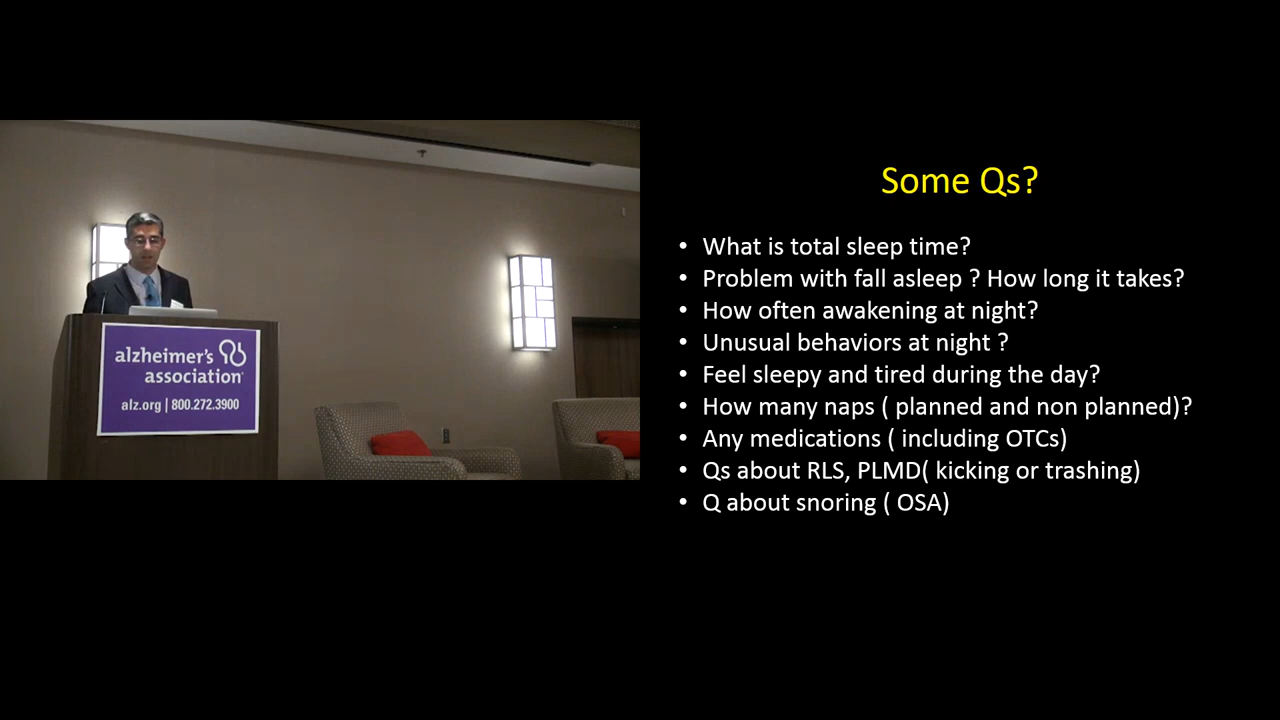 alzheimer's
association
alz.org | 800.272.3900
Some Qs?
• What is total sleep time?
• Problem with fall asleep ? How long it takes?
• How often awakening at night?
• Unusual behaviors at night ?
• Feel sleepy and tired during the day?
• How many naps ( planned and non planned)?
• Any medications ( including OTCs)
• Qs about RLS, PLMD( kicking or trashing)
• Q about snoring ( OSA)